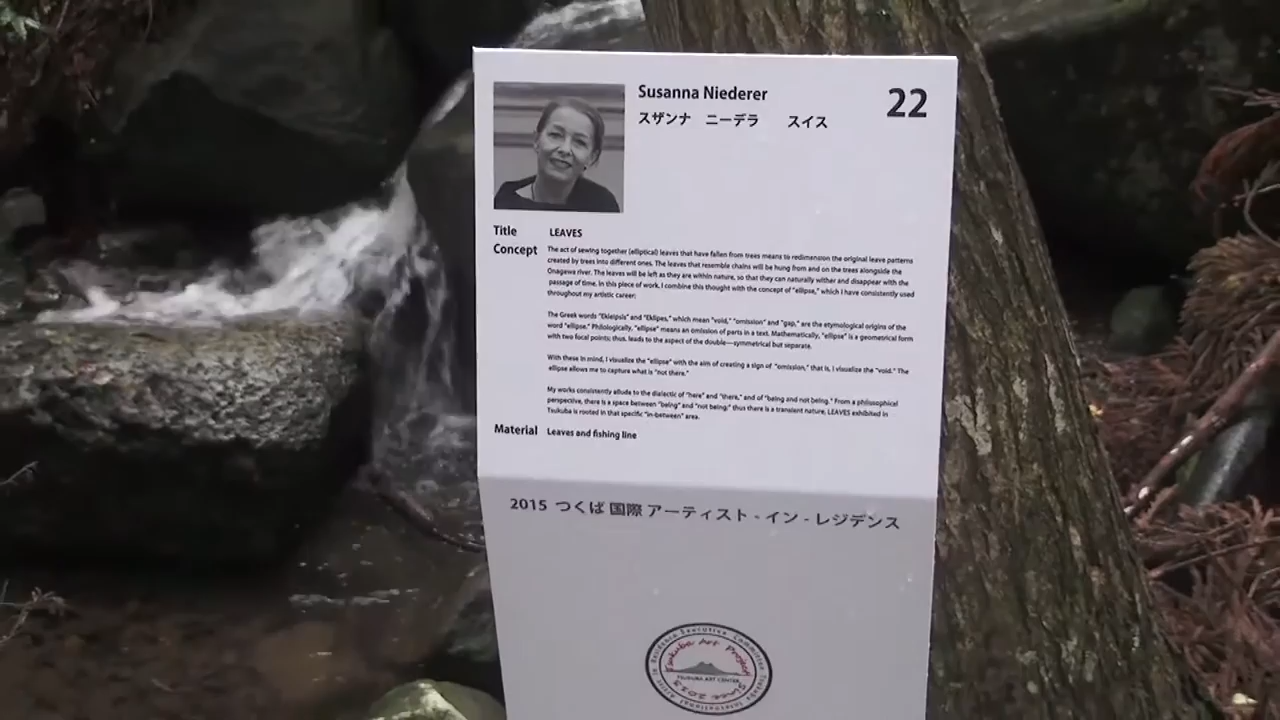 Susanna Niederer
22
スザンナ ニーデラ スイス
Title LEAVES
Concept The act of sewing together (elliptical) leaves that have fallen from trees means to redimension the original leave patterns
created by trees into different ones. The leaves that resemble chains will be hung from and on the trees alongside the
Onagawa river. The leaves will be left as they are within nature, so that they can naturally wither and disappear with the
passage of time. In this piece of work, I combine this thought with the concept of "ellipse," which I have consistently used
throughout my artistic career:
The Greek words "Ekleipsis" and "Eklipes," which mean "void," "omission" and "gap," are the etymological origins of the
word "ellipse." Philologically, "ellipse" means an omission of parts in a text. Mathematically, "ellipse" is a geometrical form
with two focal points; thus, leads to the aspect of the double—symmetrical but separate.
With these in mind, I visualize the "ellipse" with the aim of creating a sign of "omission," that is, I visualize the "void." The
ellipse allows me to capture what is "not there."
My works consistently allude to the dialectic of "here" and "there," and of "being and not being." From a philosophical
perspective, there is a space between "being" and "not being;" thus there is a transient nature. LEAVES exhibited in
Tsukuba is rooted in that specific "in-between" area.
Material Leaves and fishing line
2015 つくば 国際 アーティスト - イン - レジデンス
Tsukuba Art Project
TSUKUBA ART CENTER